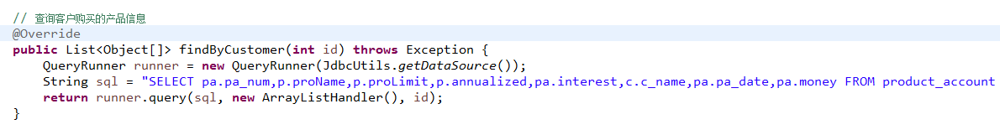 // 查询客户购买的产品信息
@Override
public List<Object[]> findByCustomer(int id) throws Exception {
    QueryRunner runner = new QueryRunner(JdbcUtils.getDataSource());
    String sql = "SELECT pa.pa_num,p.proName,p.proLimit,p.annualized,pa.interest,c.c_name,pa.pa_date,pa.money FROM product_account
    return runner.query(sql, new ArrayListHandler(), id);
}